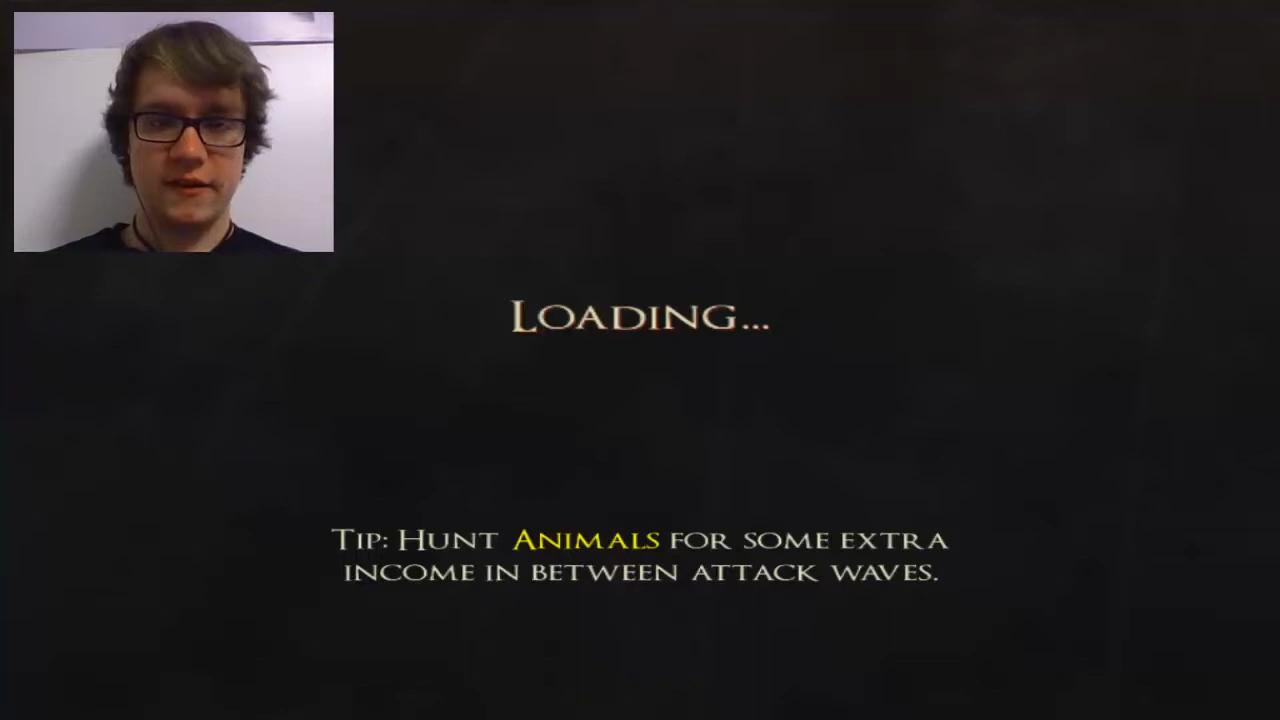 Loading...
Tip: Hunt Animals for some extra
income in between attack waves.